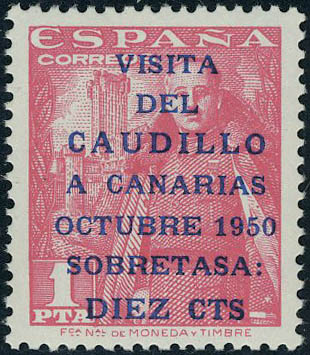 ESPAÑA
CORREOS
VISITA
DEL
CAUDILLO
A CANARIAS
OCTUBRE 1950
SOBRETASA:
DIEZ CTS
1
PTA
FCA NAL DE MONEDA Y TIMBRE